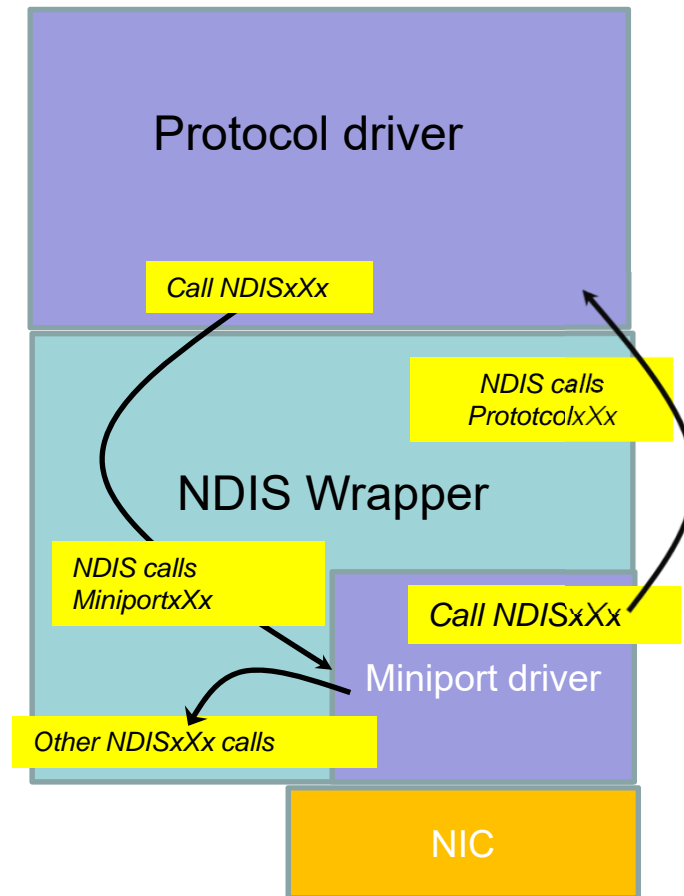 Protocol driver
Call NDISxXx
NDIS calls
PrototcolxXx
NDIS Wrapper
NDIS calls
MiniportxXx
Call NDISxXx
Miniport driver
Other NDISxXx calls
NIC